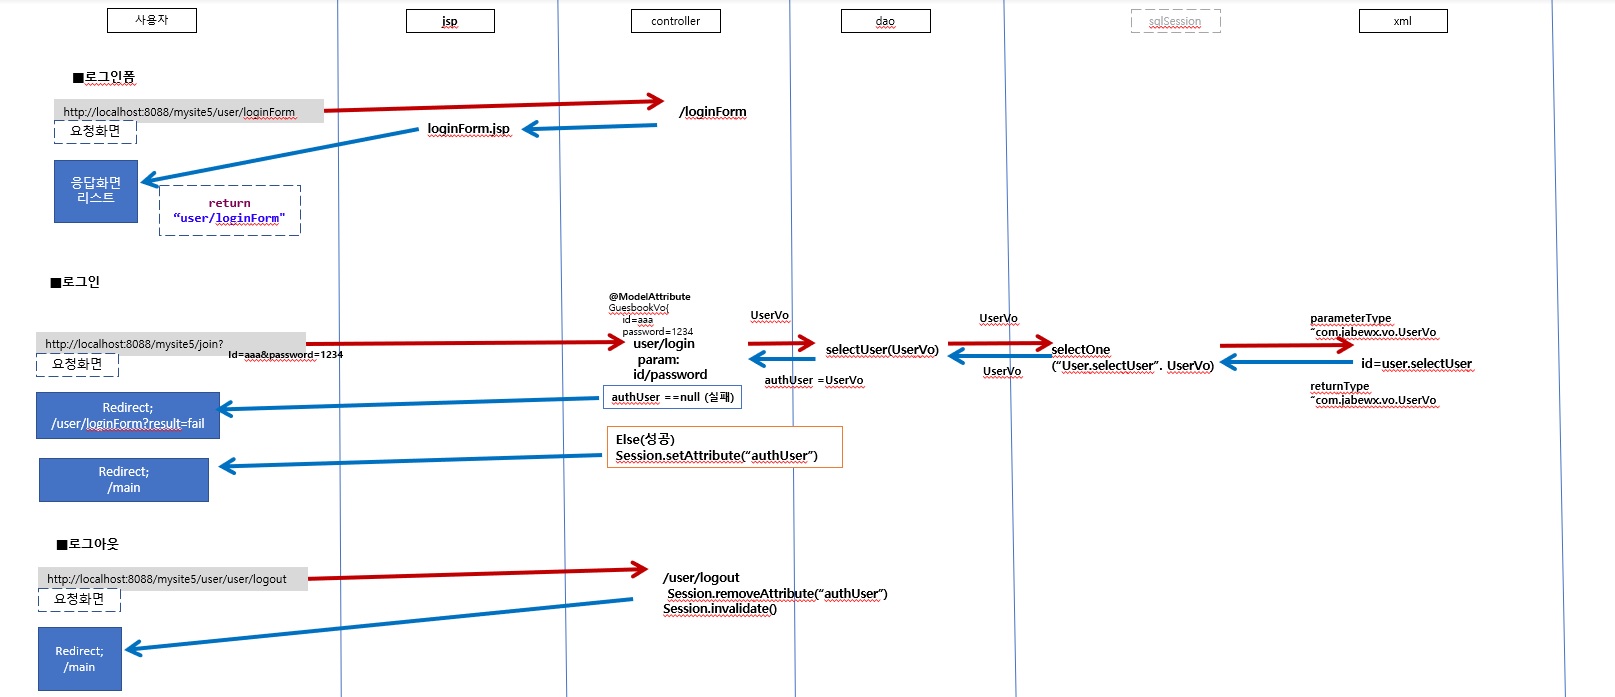 사용자
jsp
controller
dao
sqlSession
xml
■로그인폼
http://localhost:8088/mysite5/user/loginForm
요청화면
/loginForm
loginForm.jsp
응답화면
리스트
return
“user/loginForm"
■로그인
@ModelAttribute
GuesbookVo{
id=aaa
password=1234
http://localhost:8088/mysite5/join?
Id=aaa&password=1234
요청화면
user/login
param:
id/password
UserVo
selectUser(UserVo)
authUser =UserVo
UserVo
UserVo
selectOne
(“User.selectUser”. UserVo)
parameterType
“com.jabewx.vo.UserVo
id=user.selectUser
returnType
“com.jabewx.vo.UserVo
authUser ==null (실패)
Redirect;
/user/loginForm?result=fail
Else(성공)
Session.setAttribute(“authUser”)
Redirect;
/main
■로그아웃
http://localhost:8088/mysite5/user/user/logout
요청화면
/user/logout
Session.removeAttribute(“authUser”)
Session.invalidate()
Redirect;
/main